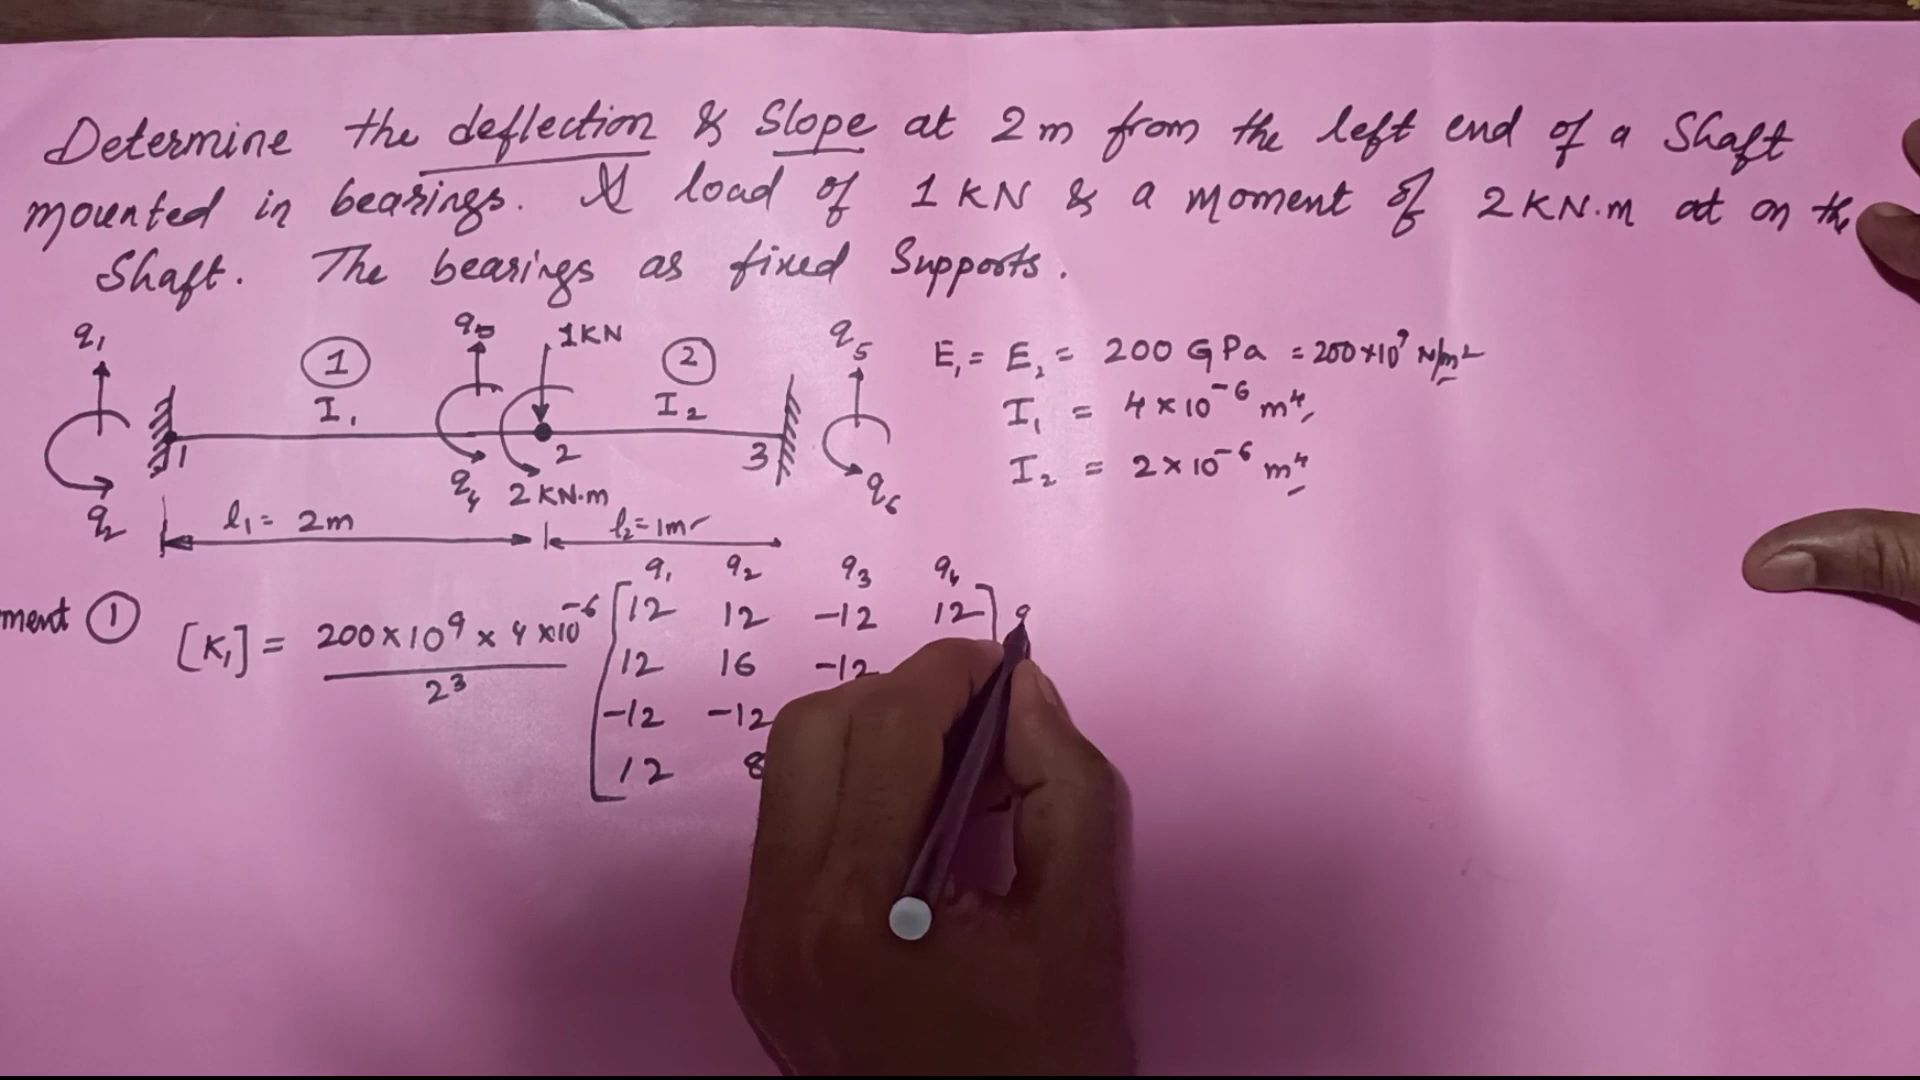 Determine the deflection & Slope at 2m from the left end of a Shaft
mounted in bearings. A load of 1 KN & a moment of 2 KN.m at on the
Shaft. The bearings as fixed Supports.
q1 q3 1KN q5
1 2
I1 I2
1 2 3
q2 q4 2 KN.m q6
l1 = 2m l2 = 1m
E1 = E2 = 200 GPa = 200×10⁹ N/m²
I1 = 4×10⁻⁶ m⁴
I2 = 2×10⁻⁶ m⁴
q1 q2 q3 q4
ment 1 [K1] = 200×10⁹ × 4×10⁻⁶ / 2³
12 12 -12 12 q
12 16 -12
-12 -12
12 8